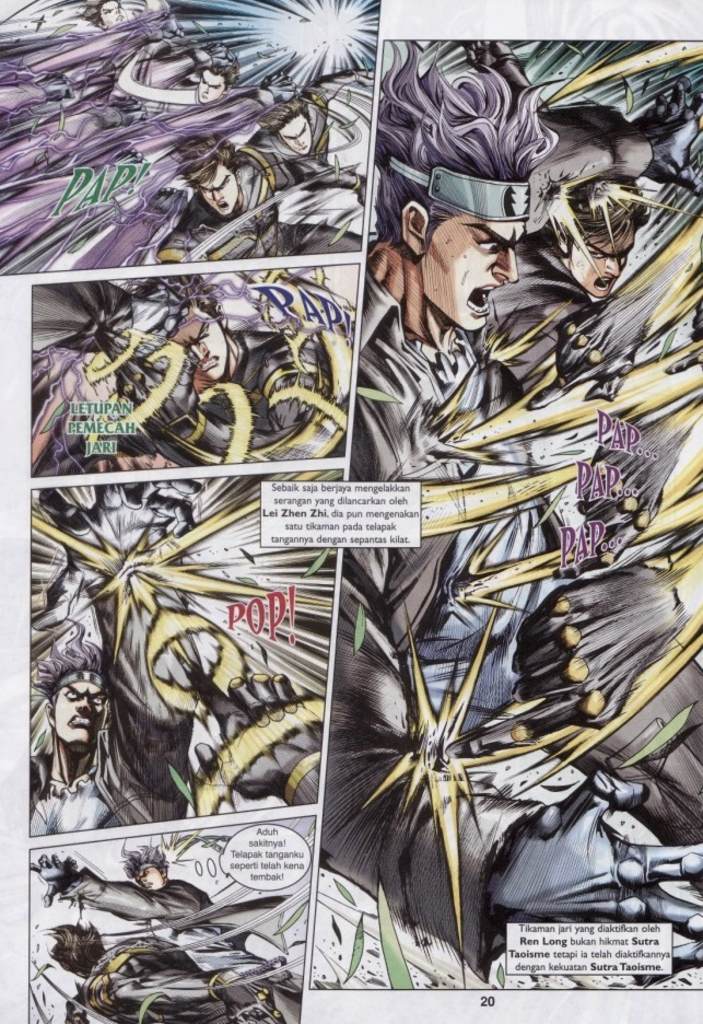 PAP!
PAP!
LETUPAN
PEMECAH
JARI
Sebaik saja berjaya mengelakkan
serangan yang dilancarkan oleh
Lei Zhen Zhi, dia pun mengenakan
satu tikaman pada telapak
tangannya dengan sepantas kilat.
POP!
Aduh
sakitnya!
Telapak tanganku
seperti telah kena
tembak!
PAP...
PAP...
PAP...
Tikaman jari yang diaktifkan oleh
Ren Long bukan hikmat Sutra
Taoisme tetapi ia telah diaktifkannya
dengan kekuatan Sutra Taoisme.
20